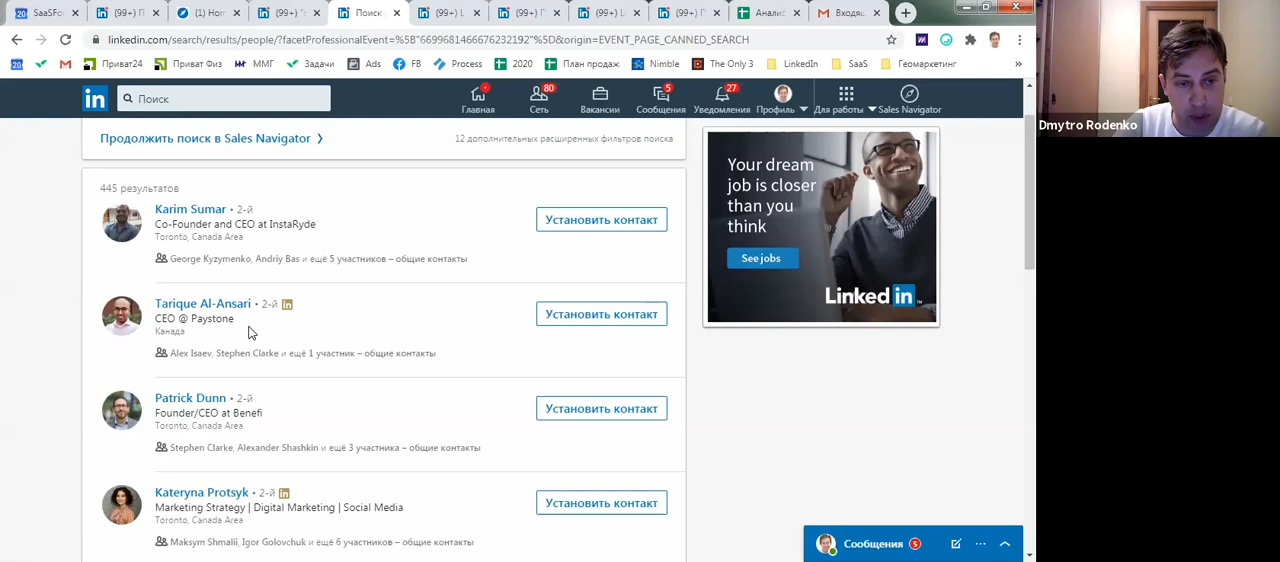 SaaSFo
(99+) "П
(1) Hom
(99+) "т
Поиск
(99+) L
(99+) Г
(99+) L
(99+) Г
Анализ
Входящ
linkedin.com/search/results/people/?facetProfessionalEvent=%5B"6699681466676232192"%5D&origin=EVENT_PAGE_CANNED_SEARCH
20
Приват24
Приват Физ
ММГ
Задачи
Ads
FB
Process
2020
План продаж
Nimble
The Only 3
LinkedIn
SaaS
Геомаркетинг
»
in
Поиск
80
5
27
Главная
Сеть
Вакансии
Сообщения
Уведомления
Профиль
Для работы
Sales Navigator
Продолжить поиск в Sales Navigator
12 дополнительных расширенных фильтров поиска
445 результатов
Karim Sumar • 2-й
Co-Founder and CEO at InstaRyde
Toronto, Canada Area
George Kyzymenko, Andriy Bas и ещё 5 участников – общие контакты
Установить контакт
Tarique Al-Ansari • 2-й in
CEO @ Paystone
Канада
Alex Isaev, Stephen Clarke и ещё 1 участник – общие контакты
Установить контакт
Patrick Dunn • 2-й
Founder/CEO at Benefi
Toronto, Canada Area
Stephen Clarke, Alexander Shashkin и ещё 3 участника – общие контакты
Установить контакт
Kateryna Protsyk • 2-й in
Marketing Strategy | Digital Marketing | Social Media
Toronto, Canada Area
Maksym Shmalii, Igor Golovchuk и ещё 6 участников – общие контакты
Установить контакт
Your dream
job is closer
than you
think
See jobs
Linked in
Сообщения 5
Dmytro Rodenko